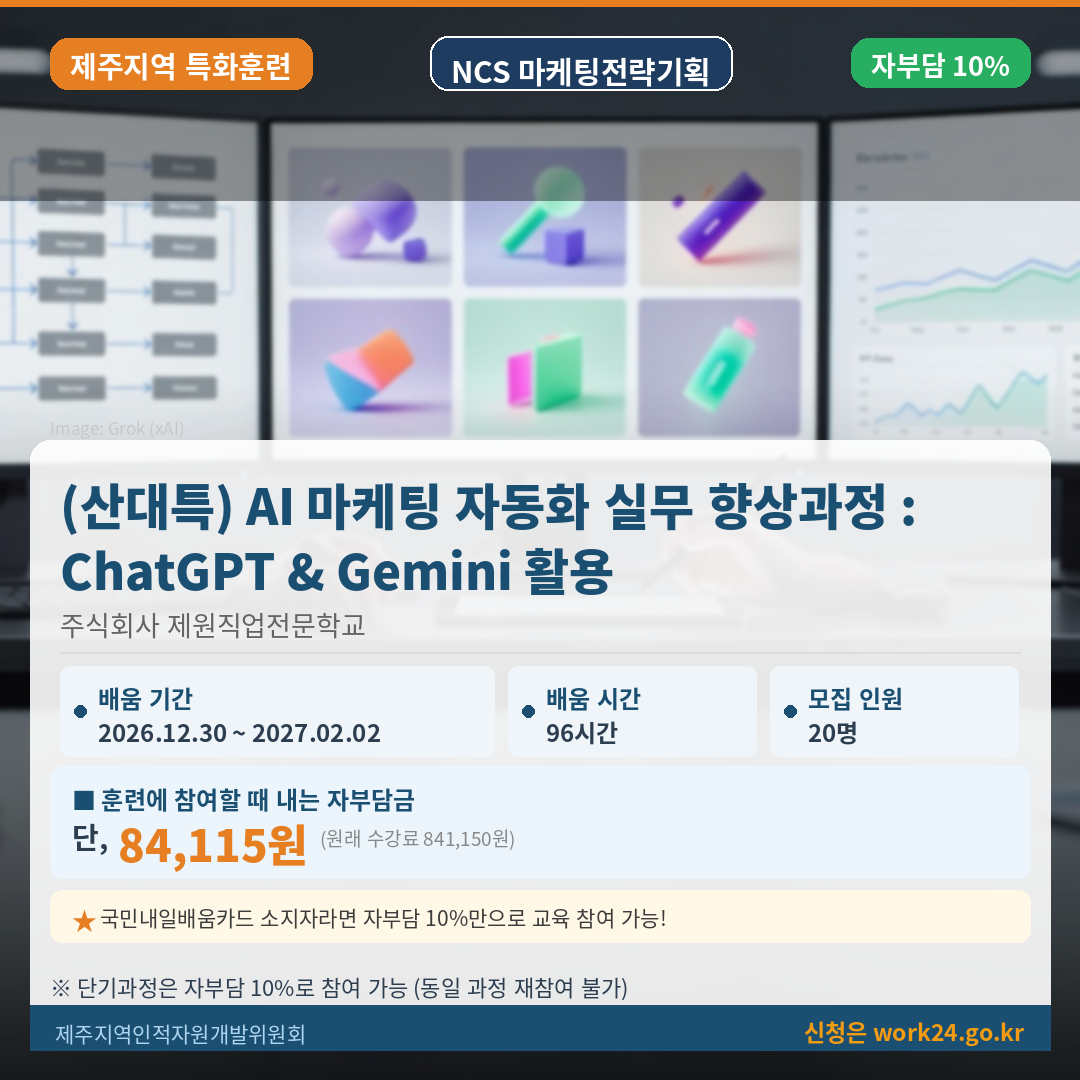 제주지역 특화훈련
NCS 마케팅전략기획
자부담 10%
Image: Grok (xAI)
(산대특) AI 마케팅 자동화 실무 향상과정 :
ChatGPT & Gemini 활용
주식회사 제원직업전문학교
배움 기간
2026.12.30 ~ 2027.02.02
배움 시간
96시간
모집 인원
20명
■ 훈련에 참여할 때 내는 자부담금
단, 84,115원 (원래 수강료 841,150원)
★ 국민내일배움카드 소지자라면 자부담 10%만으로 교육 참여 가능!
※ 단기과정은 자부담 10%로 참여 가능 (동일 과정 재참여 불가)
제주지역인적자원개발위원회
신청은 work24.go.kr